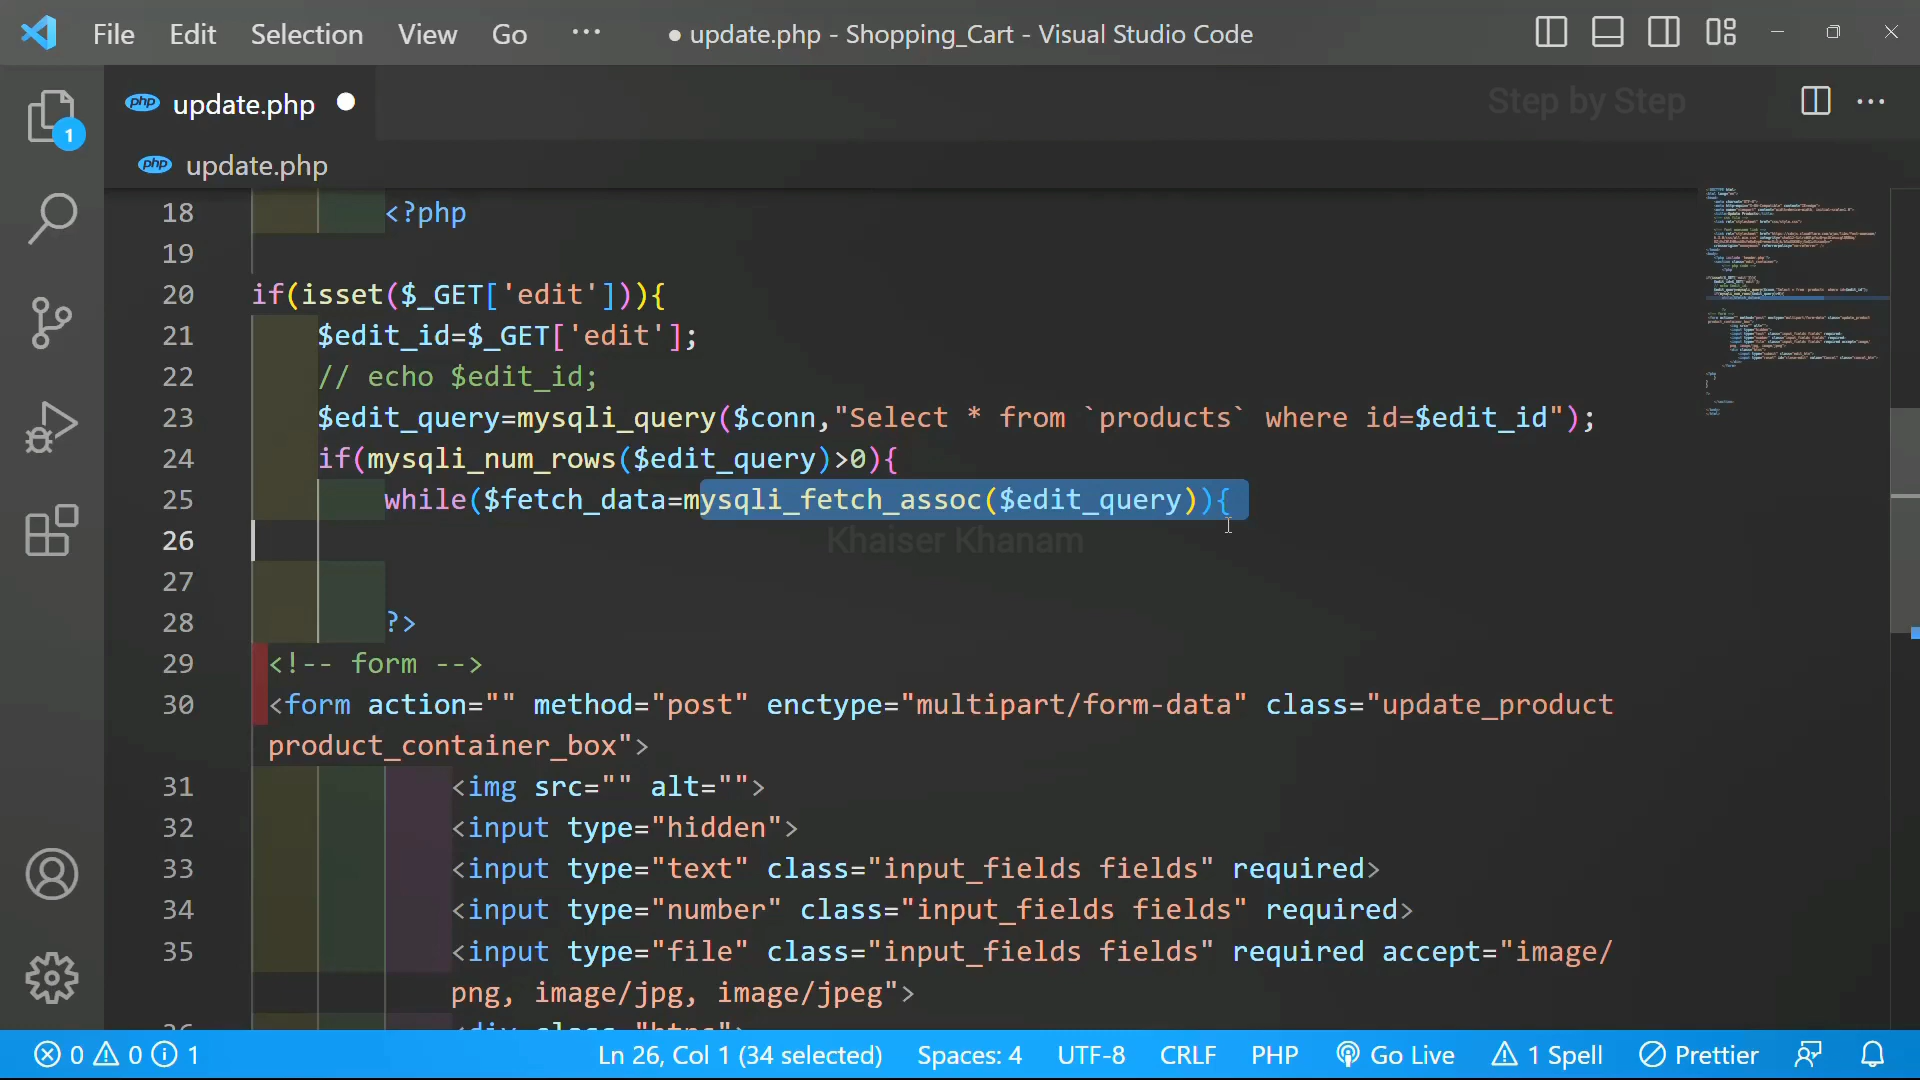 File Edit Selection View Go ··· ● update.php - Shopping_Cart - Visual Studio Code
php update.php
Step by Step
php update.php
1
18 <?php
19
20 if(isset($_GET['edit'])){
21 $edit_id=$_GET['edit'];
22 // echo $edit_id;
23 $edit_query=mysqli_query($conn,"Select * from `products` where id=$edit_id");
24 if(mysqli_num_rows($edit_query)>0){
25 while($fetch_data=mysqli_fetch_assoc($edit_query)){
26
Khaiser Khanam
27
28 ?>
29 <!-- form -->
30 <form action="" method="post" enctype="multipart/form-data" class="update_product
product_container_box">
31 <img src="" alt="">
32 <input type="hidden">
33 <input type="text" class="input_fields fields" required>
34 <input type="number" class="input_fields fields" required>
35 <input type="file" class="input_fields fields" required accept="image/
png, image/jpg, image/jpeg">
0 0 1 Ln 26, Col 1 (34 selected) Spaces: 4 UTF-8 CRLF PHP Go Live 1 Spell Prettier